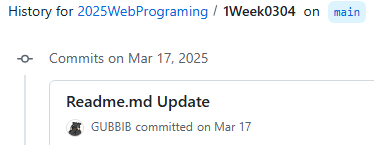 History for 2025WebPrograming / 1Week0304 on main
Commits on Mar 17, 2025
Readme.md Update
GUBBIB committed on Mar 17